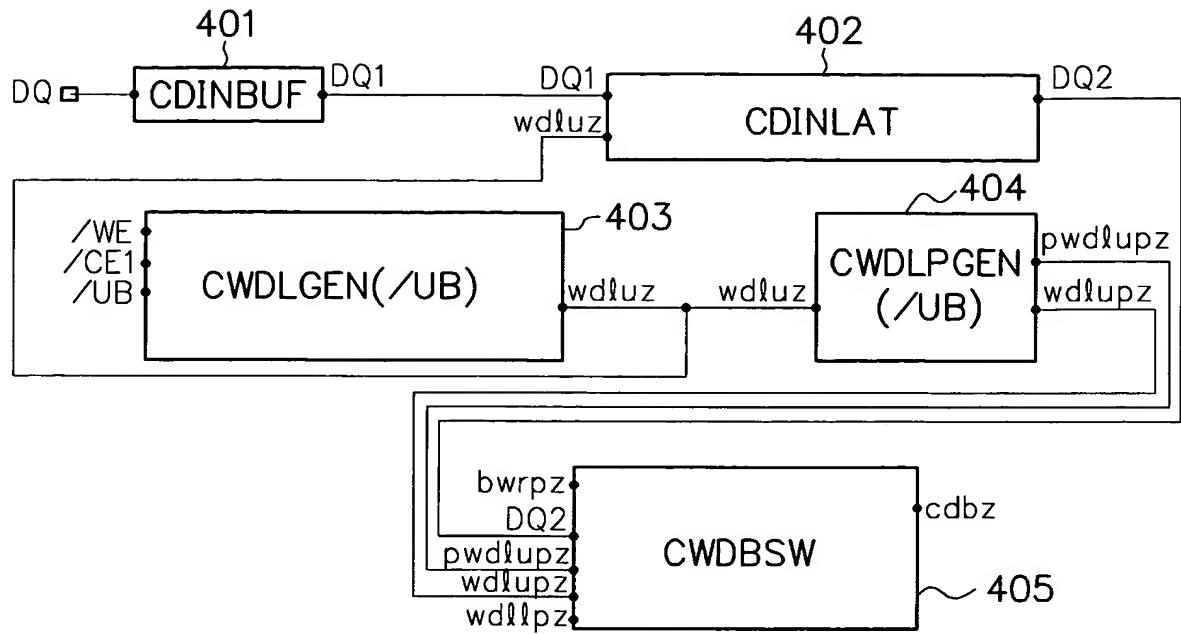 401
402
DQ
CDINBUF
DQ1
DQ1
DQ2
wdluz
CDINLAT
403
404
/WE
/CE1
/UB
CWDLGEN(/UB)
wdluz
wdluz
CWDLPGEN
(/UB)
pwdlupz
wdlupz
bwrpz
DQ2
pwdlupz
wdlupz
wdllpz
CWDBSW
cdbz
405